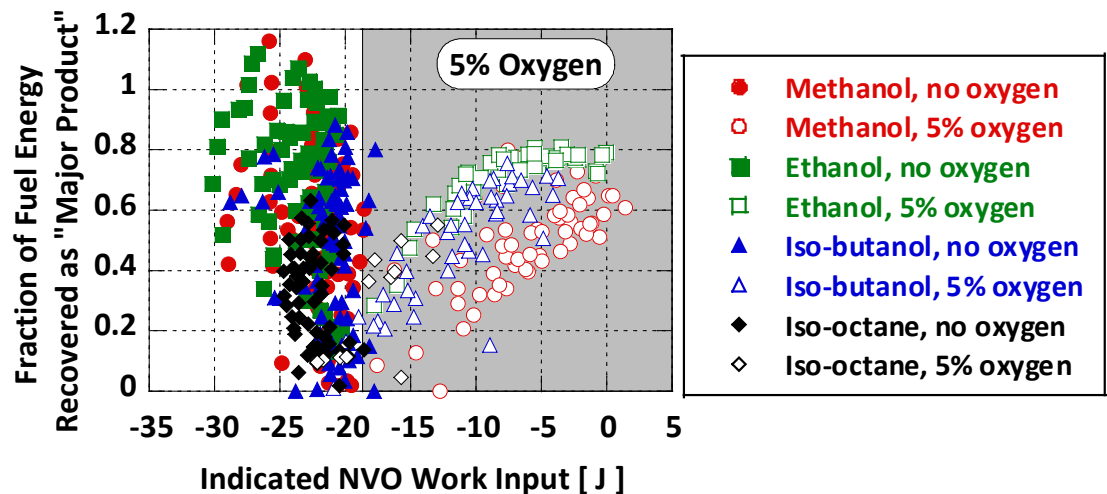 Fraction of Fuel Energy
Recovered as "Major Product"
1.2
1
0.8
0.6
0.4
0.2
0
5% Oxygen
-35 -30 -25 -20 -15 -10 -5 0 5
Indicated NVO Work Input [ J ]
Methanol, no oxygen
Methanol, 5% oxygen
Ethanol, no oxygen
Ethanol, 5% oxygen
Iso-butanol, no oxygen
Iso-butanol, 5% oxygen
Iso-octane, no oxygen
Iso-octane, 5% oxygen